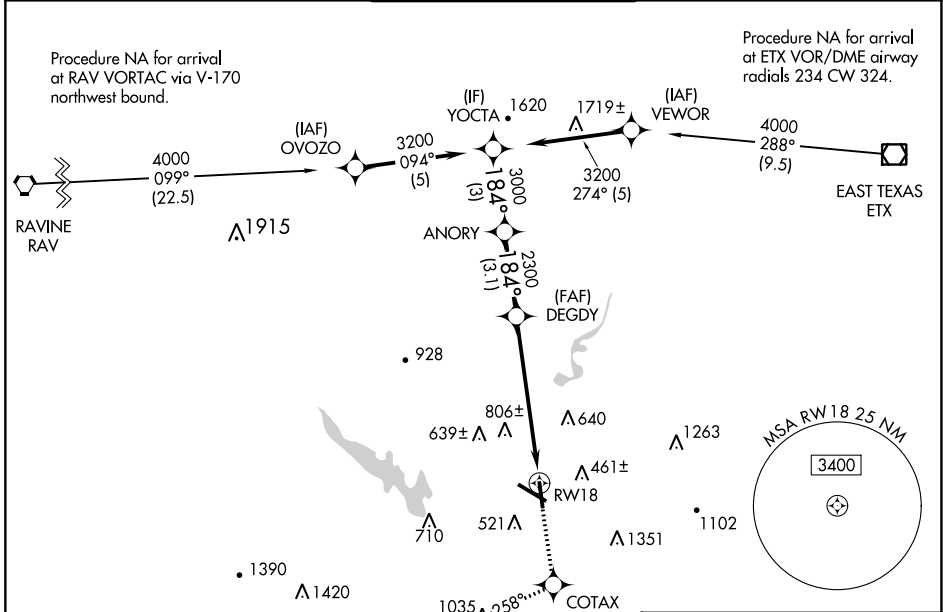 Procedure NA for arrival
at RAV VORTAC via V-170
northwest bound.
Procedure NA for arrival
at ETX VOR/DME airway
radials 234 CW 324.
(IF)
YOCTA
1620
1719±
(IAF)
VEWOR
(IAF)
OVOZO
3200
094°
(5)
4000
288°
(9.5)
4000
099°
(22.5)
3200
274° (5)
EAST TEXAS
ETX
RAVINE
RAV
3000
184°
(3)
1915
ANORY
2300
184°
(3.1)
(FAF)
DEGDY
928
806±
640
639±
1263
MSA RW18 25 NM
3400
461±
RW18
1102
521
710
1351
1390
1420
1035
258°
COTAX